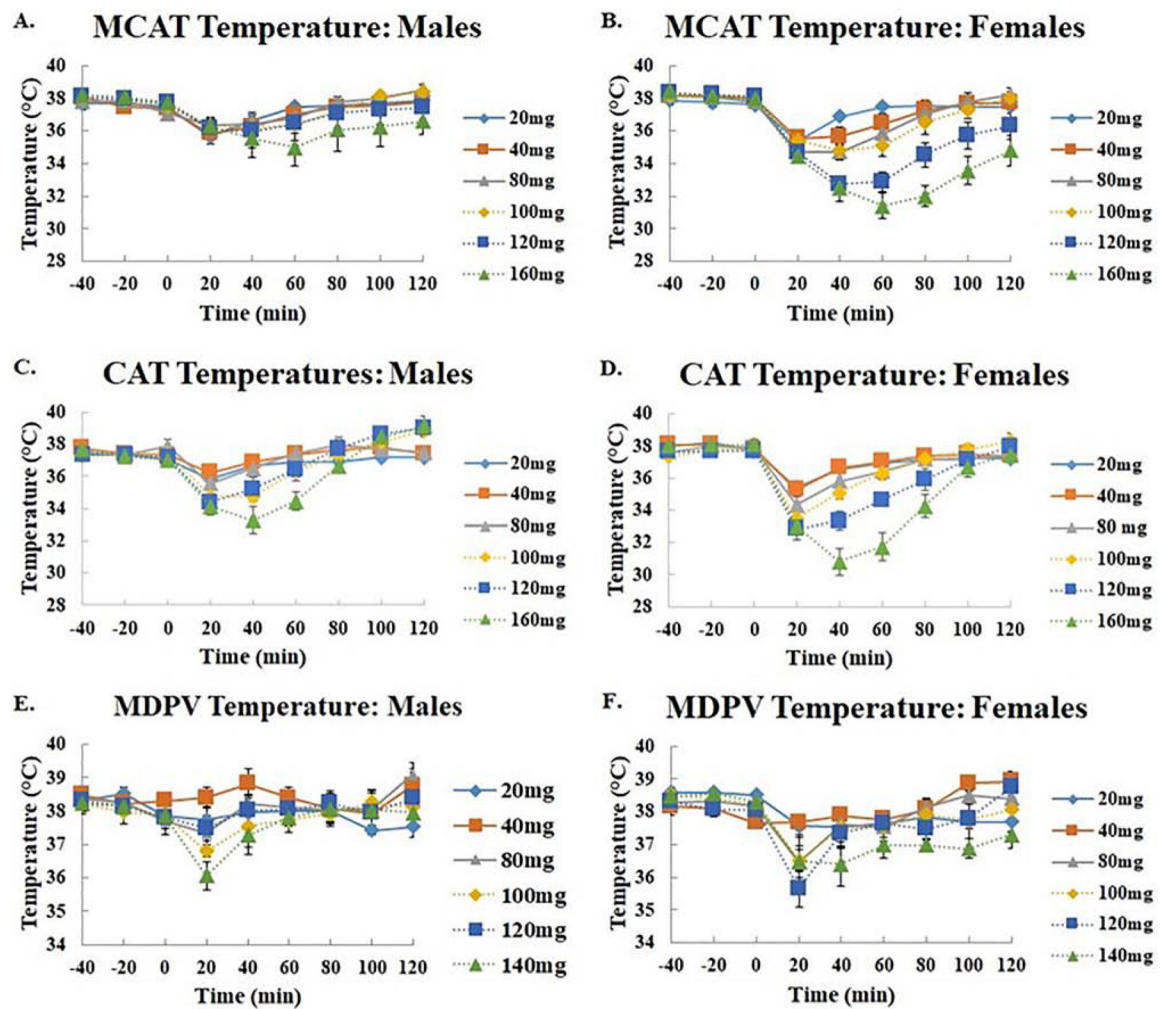 A. MCAT Temperature: Males
Temperature (°C)
40
38
36
34
32
30
28
-40 -20 0 20 40 60 80 100 120
Time (min)
20mg
40mg
80mg
100mg
120mg
160mg
B. MCAT Temperature: Females
Temperature (°C)
40
38
36
34
32
30
28
-40 -20 0 20 40 60 80 100 120
Time (min)
20mg
40mg
80mg
100mg
120mg
160mg
C. CAT Temperatures: Males
Temperature (°C)
40
38
36
34
32
30
28
-40 -20 0 20 40 60 80 100 120
Time (min)
20mg
40mg
80mg
100mg
120mg
160mg
D. CAT Temperature: Females
Temperature (°C)
40
38
36
34
32
30
28
-40 -20 0 20 40 60 80 100 120
Time (min)
20mg
40mg
80 mg
100mg
120mg
160mg
E. MDPV Temperature: Males
Temperature (°C)
40
39
38
37
36
35
34
-40 -20 0 20 40 60 80 100 120
Time (min)
20mg
40mg
80mg
100mg
120mg
140mg
F. MDPV Temperature: Females
Temperature (°C)
40
39
38
37
36
35
34
-40 -20 0 20 40 60 80 100 120
Time (min)
20mg
40mg
80mg
100mg
120mg
140mg